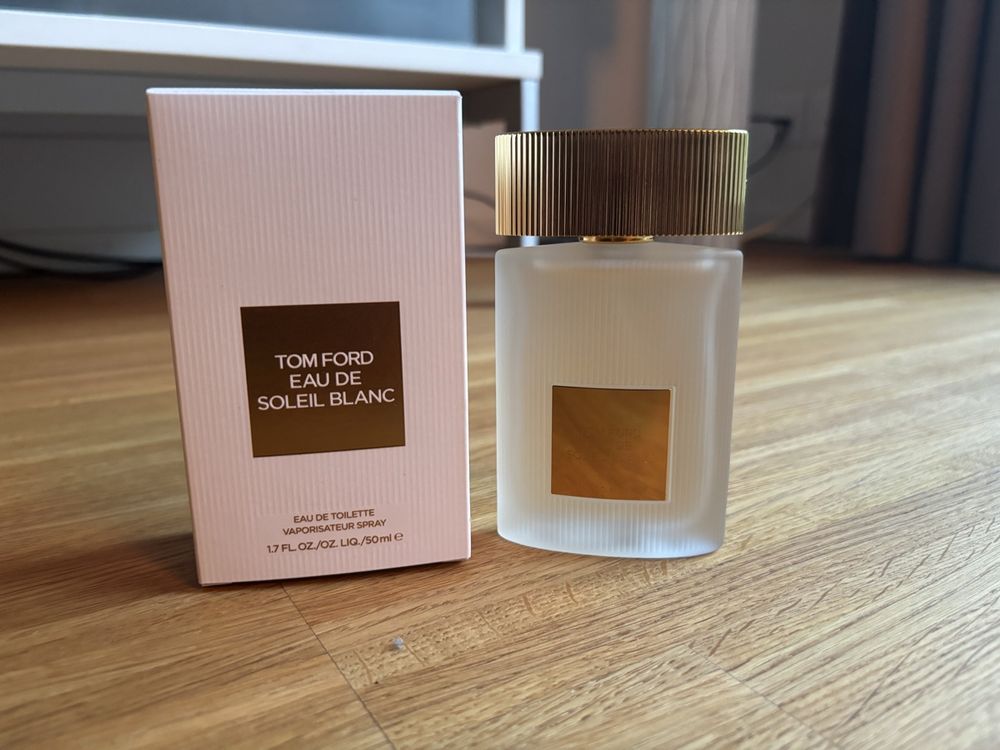 TOM FORD
EAU DE
SOLEIL BLANC
EAU DE TOILETTE
VAPORISATEUR SPRAY
1.7 FL. OZ./OZ. LIQ./50 ml ℮
TOM FORD